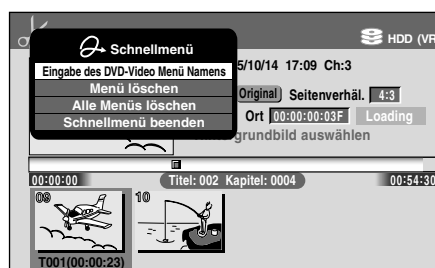 HDD (VR
Schnellmenü
Eingabe des DVD-Video Menü Namens
Menü löschen
Alle Menüs löschen
Schnellmenü beenden
5/10/14 17:09 Ch:3
Original Seitenverhäl. 4:3
Ort 00:00:00:03F Loading
grundbild auswählen
00:00:00 Titel: 002 Kapitel: 0004 00:54:30
09 10
T001(00:00:23)